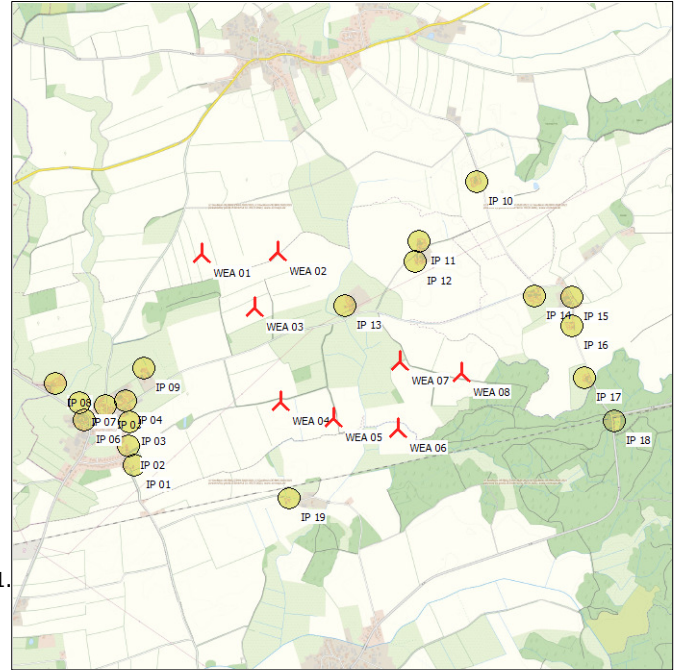 IP 10
IP 11
WEA 01
WEA 02
IP 12
IP 14
IP 15
WEA 03
IP 13
IP 16
WEA 07
IP 09
WEA 08
IP 17
IP 08
IP 07
IP 04
WEA 04
WEA 05
IP 18
IP 06
IP 03
WEA 06
IP 02
IP 01
IP 19
1.